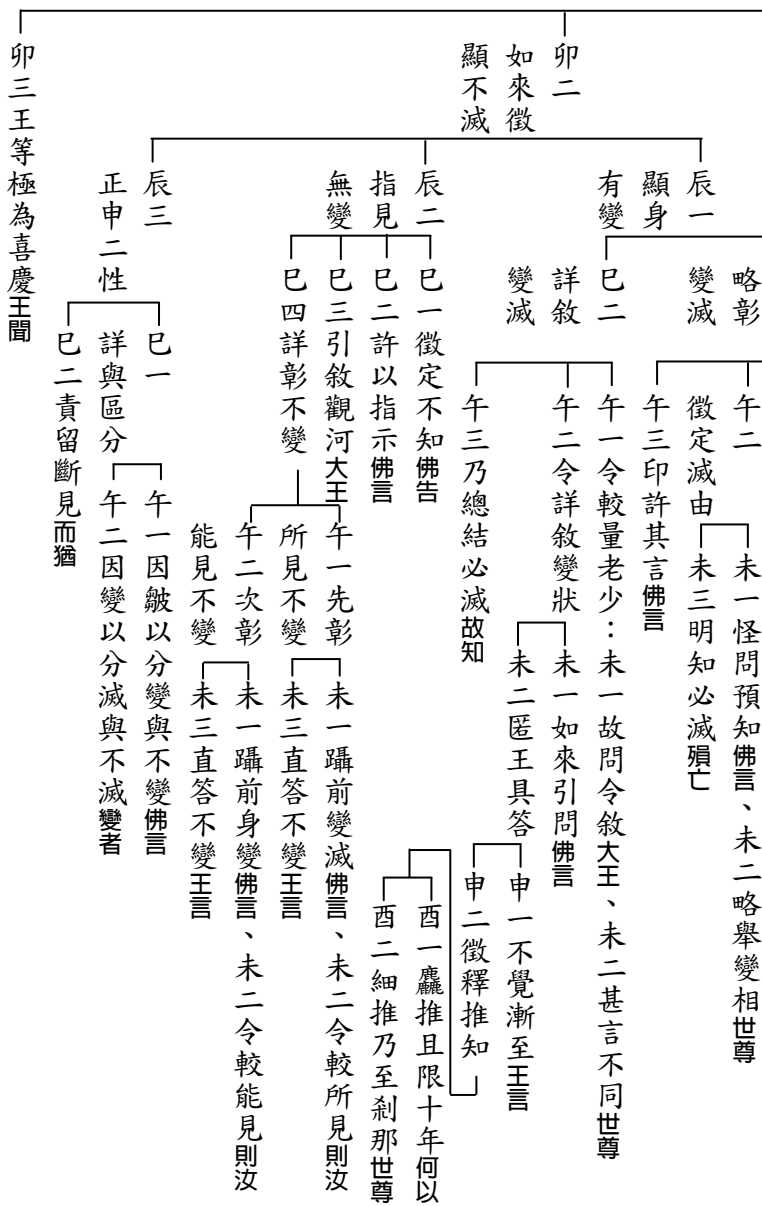 卯二
如來徵
顯不滅
辰一
顯身
有變
略彰
變滅
午二
徵定滅由
未一怪問預知佛言、未二略舉變相世尊
未三明知必滅殞亡
午三印許其言佛言
巳二
詳敘
變滅
午一令較量老少：未一故問令敘大王、未二甚言不同世尊
午二令詳敘變狀
未一如來引問佛言
未二匿王具答
申一不覺漸至王言
申二徵釋推知
酉一麤推且限十年何以
酉二細推乃至剎那世尊
午三乃總結必滅故知
辰二
指見
無變
巳一徵定不知佛告
巳二許以指示佛言
巳三引敘觀河大王
巳四詳彰不變
午一先彰
所見不變
未一躡前變滅佛言、未二令較所見則汝
未三直答不變王言
午二次彰
能見不變
未一躡前身變佛言、未二令較能見則汝
未三直答不變王言
辰三
正申二性
巳一
詳與區分
午一因皺以分變與不變佛言
午二因變以分滅與不滅變者
巳二責留斷見而猶
卯三王等極為喜慶王聞